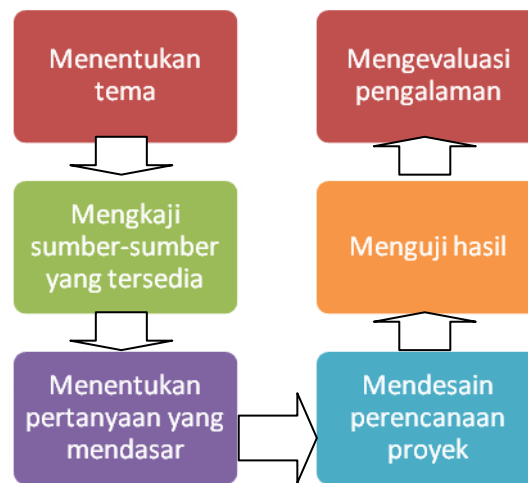 Menentukan
tema
Mengkaji
sumber-sumber
yang tersedia
Menentukan
pertanyaan yang
mendasar
Mendesain
perencanaan
proyek
Menguji hasil
Mengevaluasi
pengalaman